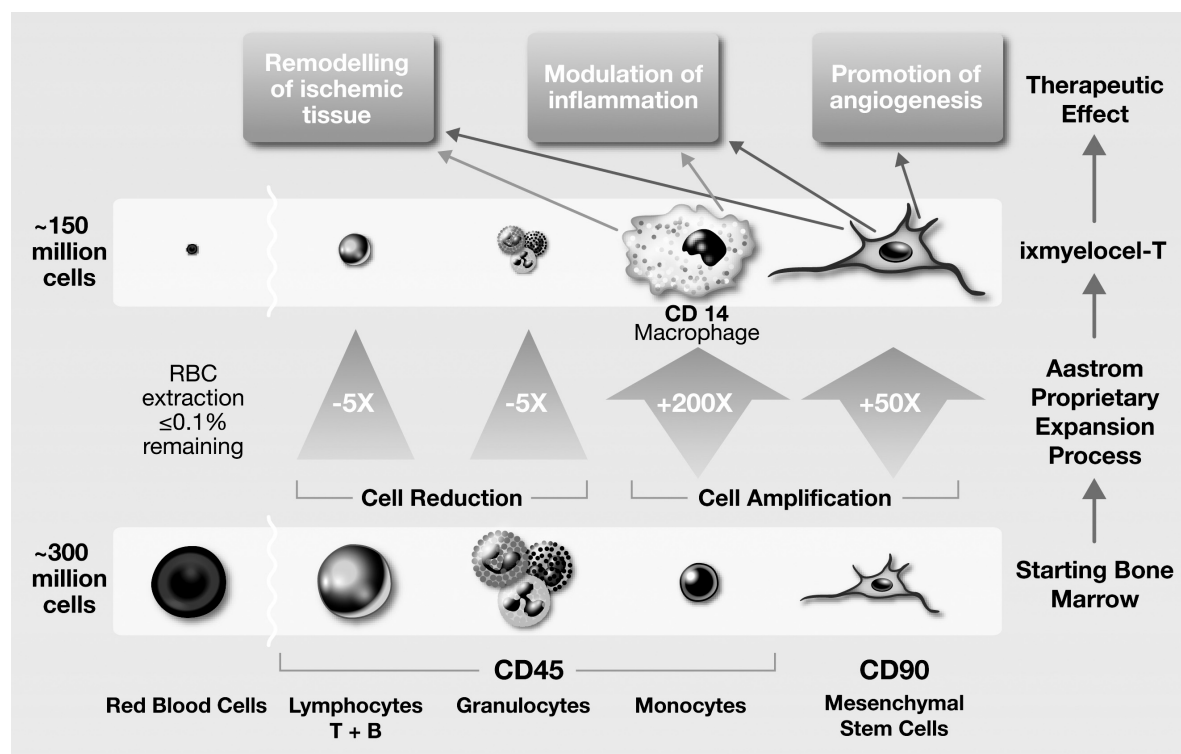 Remodelling
of ischemic
tissue
Modulation of
inflammation
Promotion of
angiogenesis
Therapeutic
Effect
~150
million
cells
ixmyelocel-T
CD 14
Macrophage
RBC
extraction
≤0.1%
remaining
-5X
-5X
+200X
+50X
Aastrom
Proprietary
Expansion
Process
Cell Reduction
Cell Amplification
~300
million
cells
Starting Bone
Marrow
CD45
CD90
Red Blood Cells
Lymphocytes
T + B
Granulocytes
Monocytes
Mesenchymal
Stem Cells